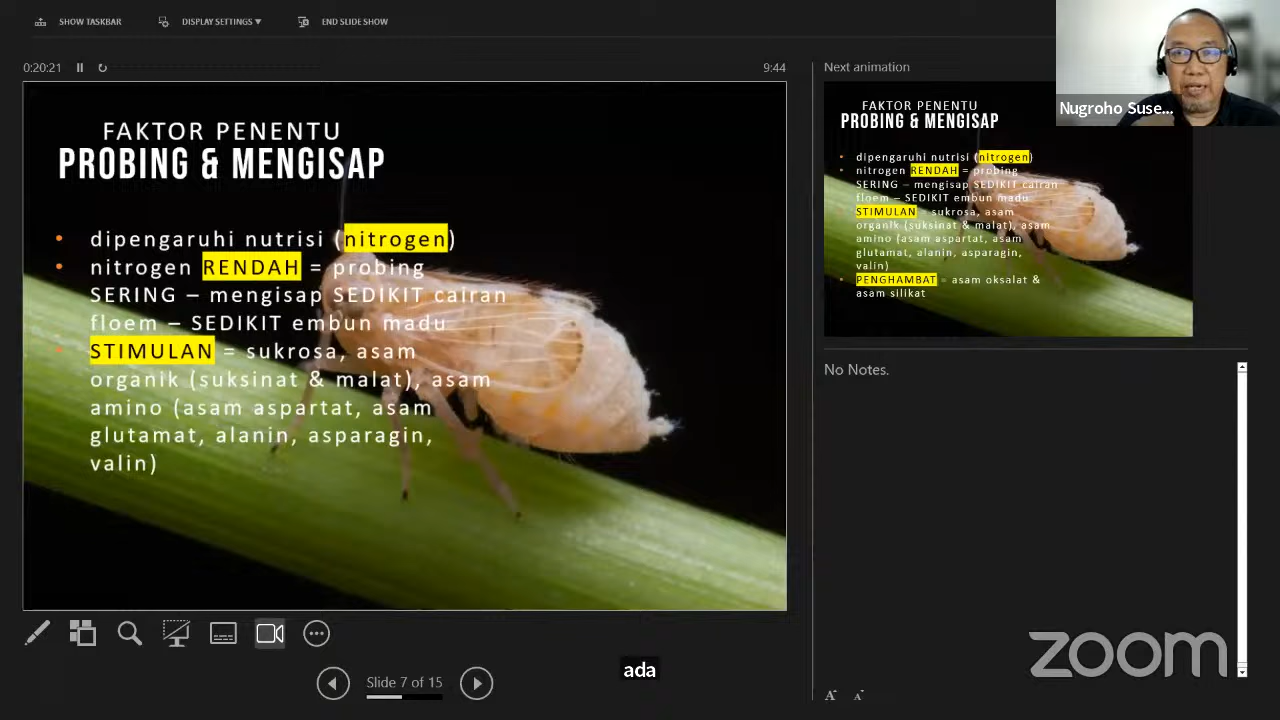 SHOW TASKBAR
DISPLAY SETTINGS ▼
END SLIDE SHOW
0:20:21
9:44
FAKTOR PENENTU
PROBING & MENGISAP
• dipengaruhi nutrisi (nitrogen)
• nitrogen RENDAH = probing
SERING – mengisap SEDIKIT cairan
floem – SEDIKIT embun madu
• STIMULAN = sukrosa, asam
organik (suksinat & malat), asam
amino (asam aspartat, asam
glutamat, alanin, asparagin,
valin)
Slide 7 of 15
ada
Next animation
FAKTOR PENENTU
PROBING & MENGISAP
• dipengaruhi nutrisi (nitrogen)
• nitrogen RENDAH = probing
SERING – mengisap SEDIKIT cairan
floem – SEDIKIT embun madu
STIMULAN = sukrosa, asam
organik (suksinat & malat), asam
amino (asam aspartat, asam
glutamat, alanin, asparagin,
valin)
• PENGHAMBAT = asam oksalat &
asam silikat
Nugroho Suse...
No Notes.
A A
zoom